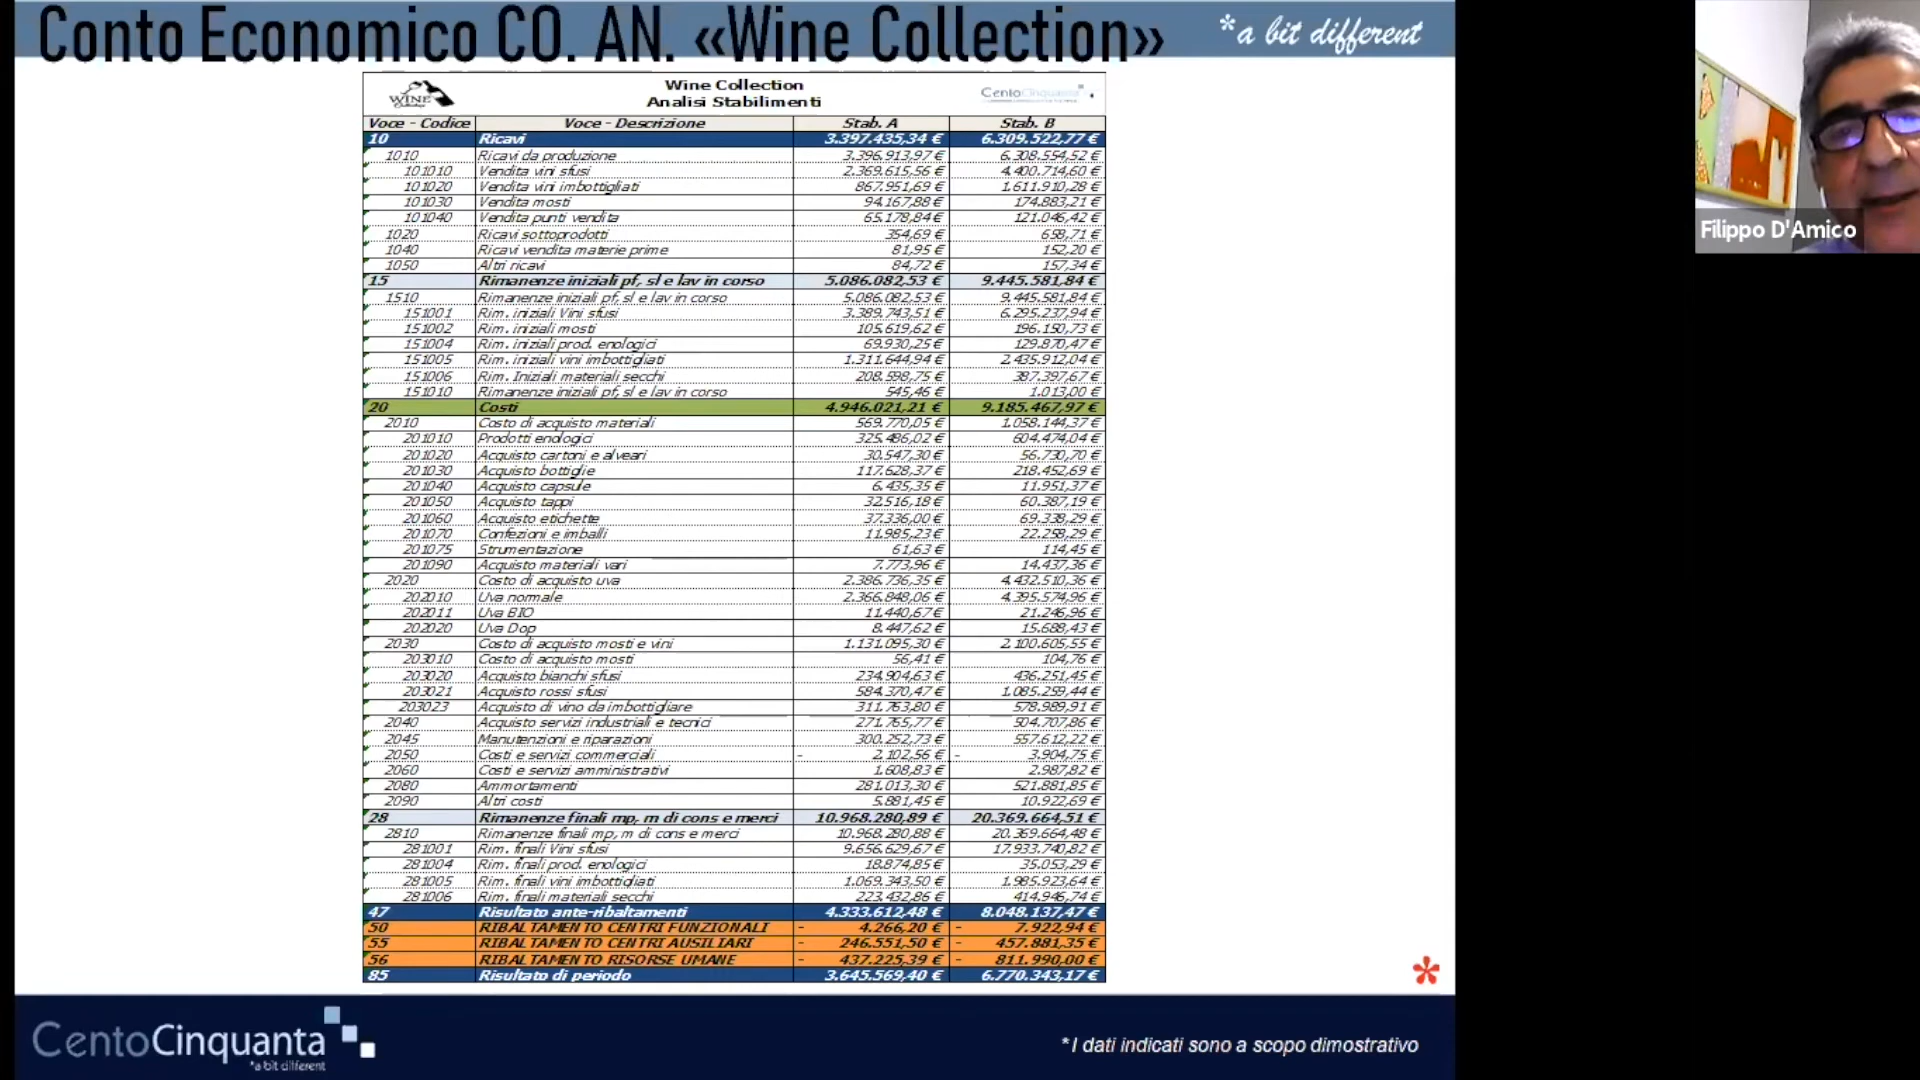 Conto Economico CO. AN. «Wine Collection»
*a bit different
WINE
Wine Collection
Analisi Stabilimenti
CentoCinquanta
Voce - Codice Voce - Descrizione Stab. A Stab. B
10 Ricavi 3.397.435,34 € 6.309.522,77 €
1010 Ricavi da produzione 3.396.913,97 € 6.308.554,52 €
101010 Vendita vini sfusi 2.369.615,56 € 4.400.714,60 €
101020 Vendita vini imbottigliati 867.951,69 € 1.611.910,28 €
101030 Vendita mosti 94.167,88 € 174.883,21 €
101040 Vendita punti vendita 65.178,84 € 121.046,42 €
1020 Ricavi sottoprodotti 354,69 € 658,71 €
1040 Ricavi vendita materie prime 81,95 € 152,20 €
1050 Altri ricavi 84,72 € 157,34 €
15 Rimanenze iniziali pf, sl e lav in corso 5.086.082,53 € 9.445.581,84 €
1510 Rimanenze iniziali pf, sl e lav in corso 5.086.082,53 € 9.445.581,84 €
151001 Rim. iniziali Vini sfusi 3.389.743,51 € 6.295.237,94 €
151002 Rim. iniziali mosti 105.619,62 € 196.150,73 €
151004 Rim. iniziali prod. enologici 69.930,25 € 129.870,47 €
151005 Rim. iniziali vini imbottigliati 1.311.644,94 € 2.435.912,04 €
151006 Rim. Iniziali materiali secchi 208.598,75 € 387.397,67 €
151010 Rimanenze iniziali pf, sl e lav in corso 545,46 € 1.013,00 €
20 Costi 4.946.021,21 € 9.185.467,97 €
2010 Costo di acquisto materiali 569.770,05 € 1.058.144,37 €
201010 Prodotti enologici 325.486,02 € 604.474,04 €
201020 Acquisto cartoni e alveari 30.547,30 € 56.730,70 €
201030 Acquisto bottiglie 117.628,37 € 218.452,69 €
201040 Acquisto capsule 6.435,35 € 11.951,37 €
201050 Acquisto tappi 32.516,18 € 60.387,19 €
201060 Acquisto etichette 37.336,00 € 69.338,29 €
201070 Confezioni e imballi 11.985,23 € 22.258,29 €
201075 Strumentazione 61,63 € 114,45 €
201090 Acquisto materiali vari 7.773,96 € 14.437,36 €
2020 Costo di acquisto uva 2.386.736,35 € 4.432.510,36 €
202010 Uva normale 2.366.848,06 € 4.395.574,96 €
202011 Uva BIO 11.440,67 € 21.246,96 €
202020 Uva Dop 8.447,62 € 15.688,43 €
2030 Costo di acquisto mosti e vini 1.131.095,30 € 2.100.605,55 €
203010 Costo di acquisto mosti 56,41 € 104,76 €
203020 Acquisto bianchi sfusi 234.904,63 € 436.251,45 €
203021 Acquisto rossi sfusi 584.370,47 € 1.085.259,44 €
203023 Acquisto di vino da imbottigliare 311.763,80 € 578.989,91 €
2040 Acquisto servizi industriali e tecnici 271.765,77 € 504.707,86 €
2045 Manutenzioni e riparazioni 300.252,73 € 557.612,22 €
2050 Costi e servizi commerciali - 2.102,56 € - 3.904,75 €
2060 Costi e servizi amministrativi 1.608,83 € 2.987,82 €
2080 Ammortamenti 281.013,30 € 521.881,85 €
2090 Altri costi 5.881,45 € 10.922,69 €
28 Rimanenze finali mp, m di cons e merci 10.968.280,89 € 20.369.664,51 €
2810 Rimanenze finali mp, m di cons e merci 10.968.280,88 € 20.369.664,48 €
281001 Rim. finali Vini sfusi 9.656.629,67 € 17.933.740,82 €
281004 Rim. finali prod. enologici 18.874,85 € 35.053,29 €
281005 Rim. finali vini imbottigliati 1.069.343,50 € 1.985.923,64 €
281006 Rim. finali materiali secchi 223.432,86 € 414.946,74 €
47 Risultato ante-ribaltamenti 4.333.612,48 € 8.048.137,47 €
50 RIBALTAMENTO CENTRI FUNZIONALI - 4.266,20 € - 7.922,94 €
55 RIBALTAMENTO CENTRI AUSILIARI - 246.551,50 € - 457.881,35 €
56 RIBALTAMENTO RISORSE UMANE - 437.225,39 € - 811.990,00 €
85 Risultato di periodo 3.645.569,40 € 6.770.343,17 €
*
CentoCinquanta
*a bit different
*I dati indicati sono a scopo dimostrativo
Filippo D'Amico